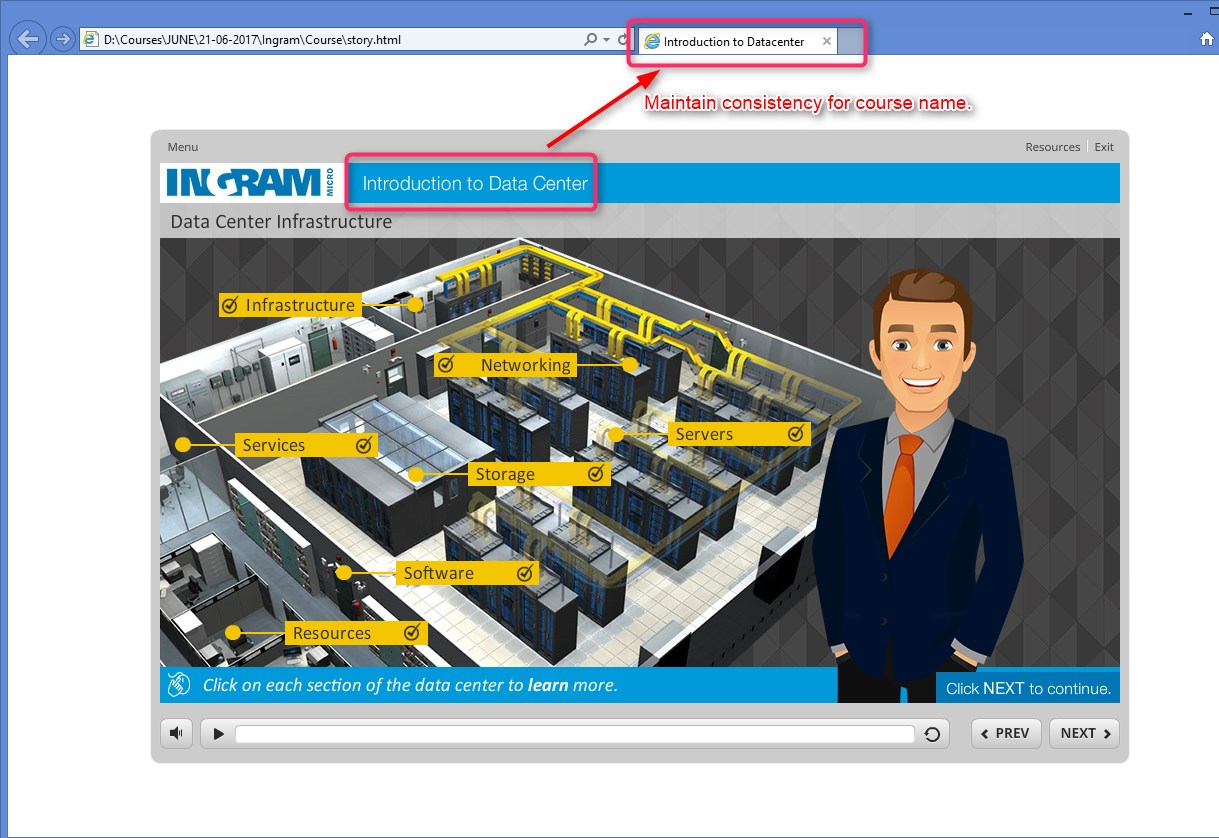 D:\Courses\JUNE\21-06-2017\Ingram\Course\story.html
Introduction to Datacenter
Maintain consistency for course name.
Menu
Resources
Exit
INGRAM MICRO
Introduction to Data Center
Data Center Infrastructure
Infrastructure
Networking
Servers
Services
Storage
Software
Resources
Click on each section of the data center to learn more.
Click NEXT to continue.
PREV
NEXT